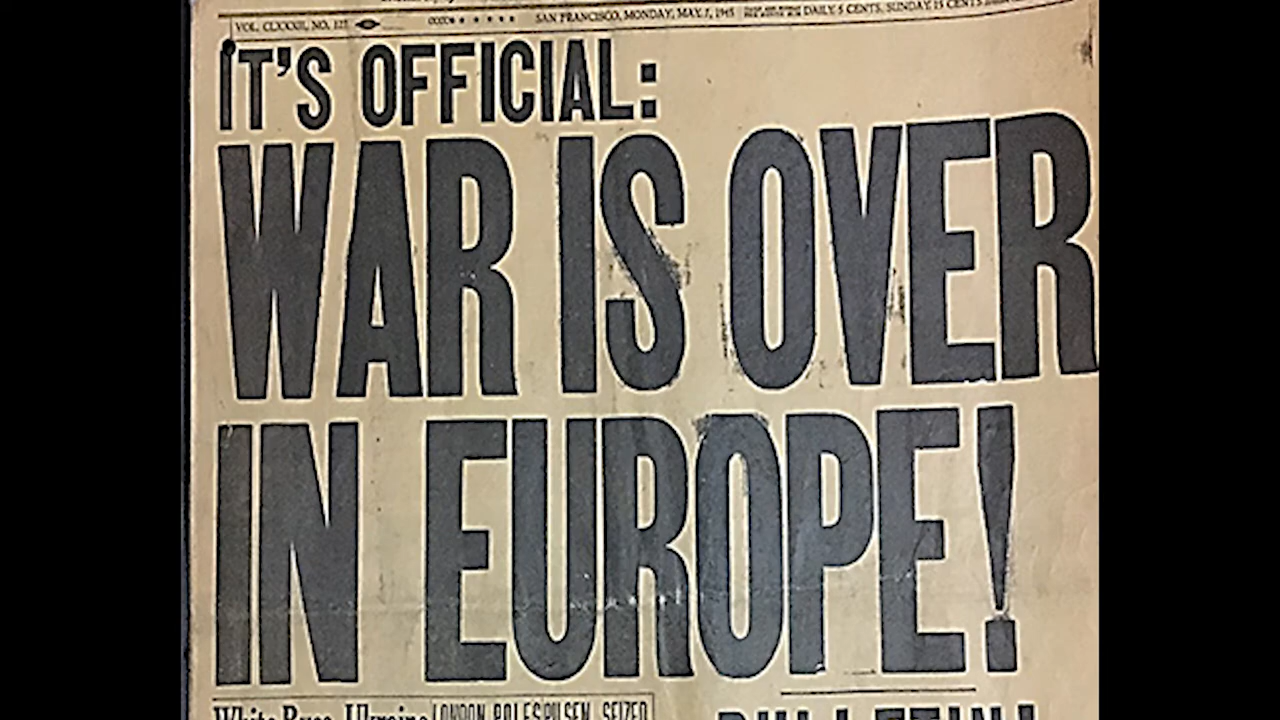 VOL. CLXXXII, NO. 127 SAN FRANCISCO, MONDAY, MAY 7, 1945 DAILY 5 CENTS, SUNDAY 15 CENTS
IT'S OFFICIAL:
WAR IS OVER
IN EUROPE!
White Russ, Ukraine LONDON POLES PILSEN SEIZED
BULLETIN!